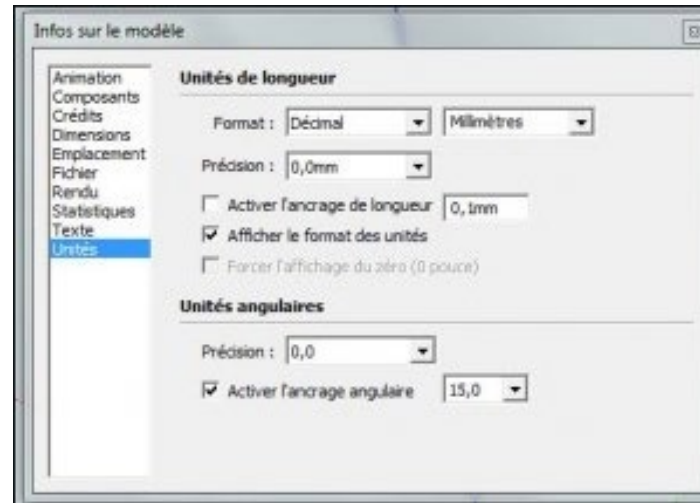 Infos sur le modèle
Animation
Composants
Crédits
Dimensions
Emplacement
Fichier
Rendu
Statistiques
Texte
Unités
Unités de longueur
Format : Décimal Millimètres
Précision : 0,0mm
Activer l'ancrage de longueur 0,1mm
Afficher le format des unités
Forcer l'affichage du zéro (0 pouce)
Unités angulaires
Précision : 0,0
Activer l'ancrage angulaire 15,0